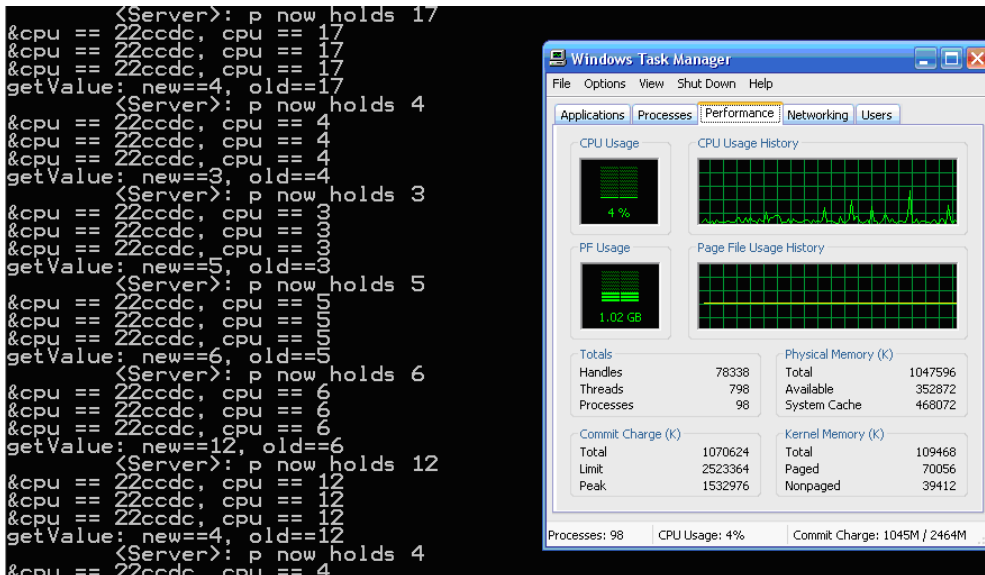 <Server>: p now holds 17
&cpu == 22ccdc, cpu == 17
&cpu == 22ccdc, cpu == 17
&cpu == 22ccdc, cpu == 17
getValue: new==4, old==17
<Server>: p now holds 4
&cpu == 22ccdc, cpu == 4
&cpu == 22ccdc, cpu == 4
&cpu == 22ccdc, cpu == 4
getValue: new==3, old==4
<Server>: p now holds 3
&cpu == 22ccdc, cpu == 3
&cpu == 22ccdc, cpu == 3
&cpu == 22ccdc, cpu == 3
getValue: new==5, old==3
<Server>: p now holds 5
&cpu == 22ccdc, cpu == 5
&cpu == 22ccdc, cpu == 5
&cpu == 22ccdc, cpu == 5
getValue: new==6, old==5
<Server>: p now holds 6
&cpu == 22ccdc, cpu == 6
&cpu == 22ccdc, cpu == 6
&cpu == 22ccdc, cpu == 6
getValue: new==12, old==6
<Server>: p now holds 12
&cpu == 22ccdc, cpu == 12
&cpu == 22ccdc, cpu == 12
&cpu == 22ccdc, cpu == 12
getValue: new==4, old==12
<Server>: p now holds 4
&cpu == 22ccdc, cpu == 4
Windows Task Manager
File Options View Shut Down Help
Applications Processes Performance Networking Users
CPU Usage CPU Usage History
4 %
PF Usage Page File Usage History
1.02 GB
Totals
Handles 78338
Threads 798
Processes 98
Physical Memory (K)
Total 1047596
Available 352872
System Cache 468072
Commit Charge (K)
Total 1070624
Limit 2523364
Peak 1532976
Kernel Memory (K)
Total 109468
Paged 70056
Nonpaged 39412
Processes: 98 CPU Usage: 4% Commit Charge: 1045M / 2464M